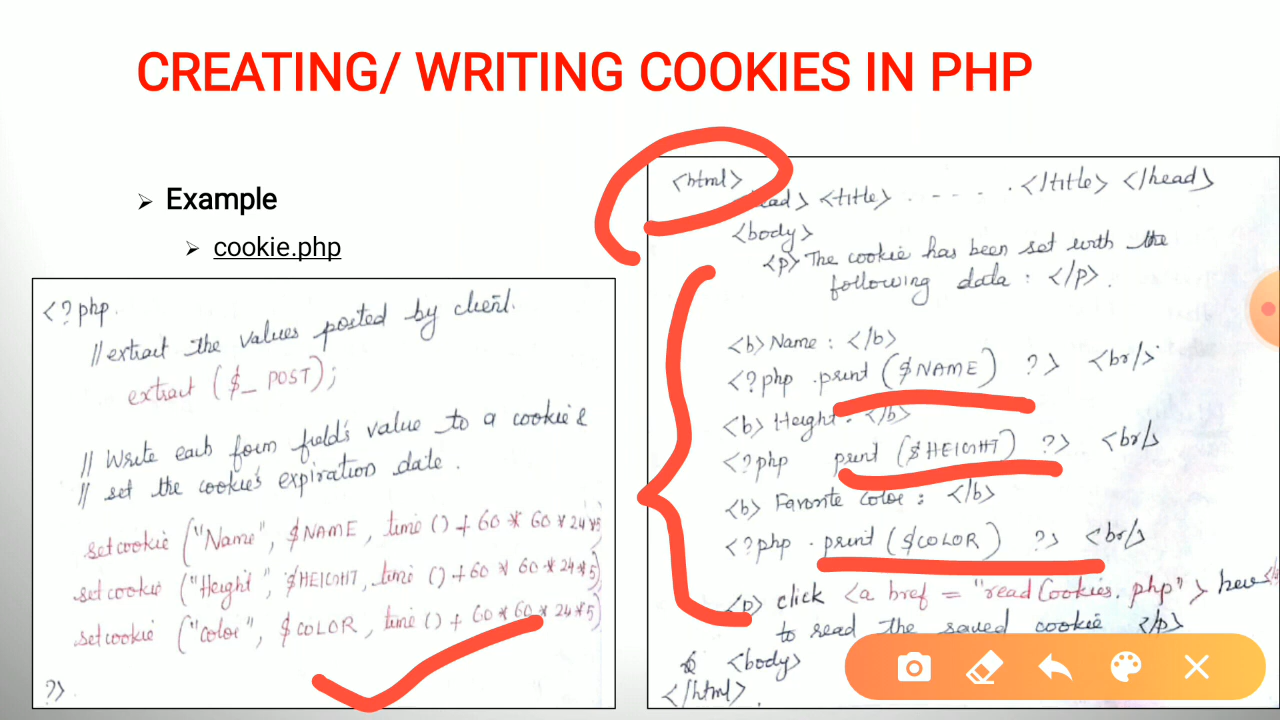 CREATING/ WRITING COOKIES IN PHP
Example
cookie.php
<?php.
//extract the values posted by client.
extract ($_POST);
// Write each form field's value to a cookie &
// set the cookie's expiration date.
setcookie ("Name", $NAME, time () + 60 * 60 * 24 *5
setcookie ("Height", $HEIGHT, time () + 60 * 60 * 24 *5)
setcookie ("Color", $COLOR, time () + 60 * 60 * 24 *5)
?>.
<html>
<title> . - - - . </title> </head>
<body>
<p> The cookie has been set with the
following data : </p>.
<b> Name : </b>
<?php .print ($NAME) ?> <br/>
<b> Height : </b>
<?php print ($HEIGHT) ?> <br/>
<b> Favorite Color : </b>
<?php . print ($COLOR) ?> <br/>
<p> click <a href = "readCookies.php"> here
to read the saved cookie </p>
<body>
</html>.